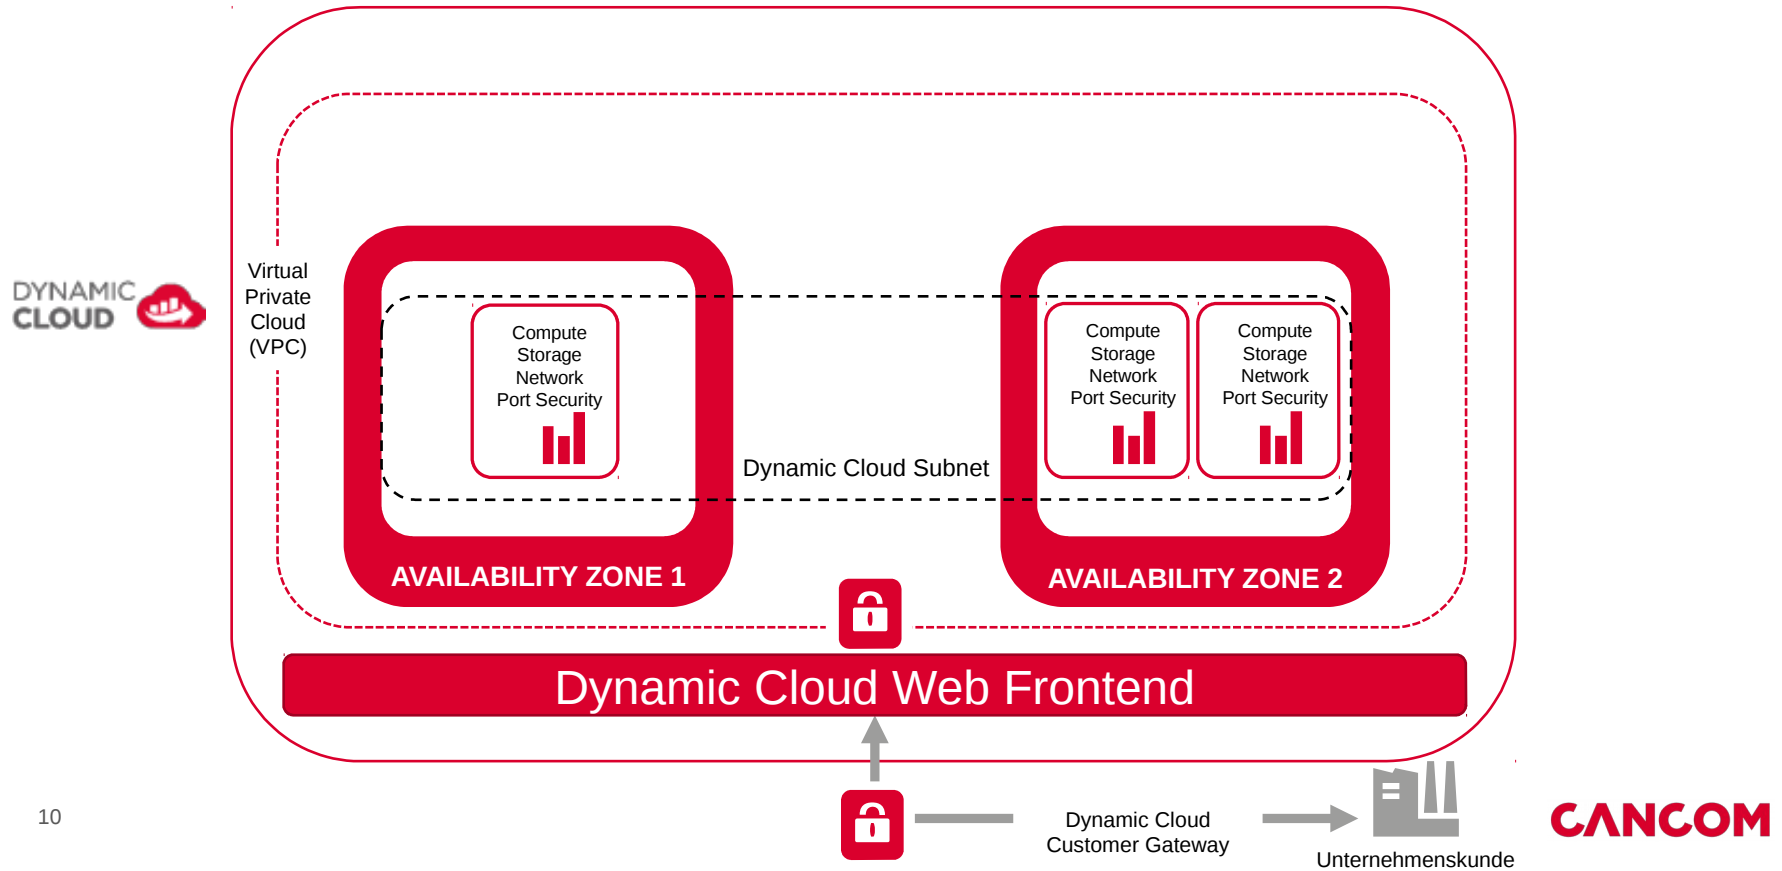 Virtual
Private
Cloud
(VPC)
DYNAMIC
CLOUD
Compute
Storage
Network
Port Security
Compute
Storage
Network
Port Security
Compute
Storage
Network
Port Security
Dynamic Cloud Subnet
AVAILABILITY ZONE 1
AVAILABILITY ZONE 2
Dynamic Cloud Web Frontend
10
Dynamic Cloud
Customer Gateway
Unternehmenskunde
CANCOM